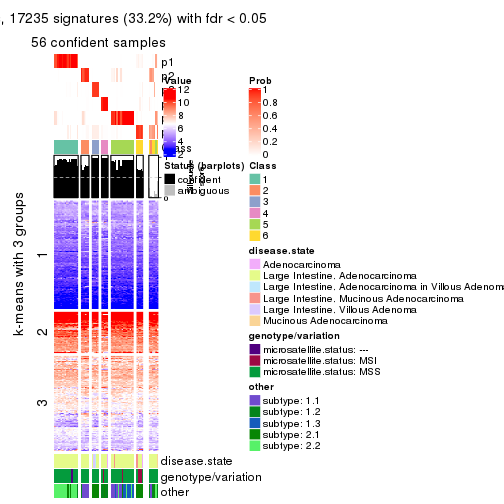 , 17235 signatures (33.2%) with fdr < 0.05
56 confident samples
p1
p2
Value
12
10
8
6
4
2
Prob
1
0.8
0.6
0.4
0.2
0
Status (barplots)
confident
ambiguous
Class
1
2
3
4
5
6
disease.state
Adenocarcinoma
Large Intestine. Adenocarcinoma
Large Intestine. Adenocarcinoma in Villous Adenom
Large Intestine. Mucinous Adenocarcinoma
Large Intestine. Villous Adenoma
Mucinous Adenocarcinoma
genotype/variation
microsatellite.status: ---
microsatellite.status: MSI
microsatellite.status: MSS
other
subtype: 1.1
subtype: 1.2
subtype: 1.3
subtype: 2.1
subtype: 2.2
k-means with 3 groups
1
2
3
disease.state
genotype/variation
other